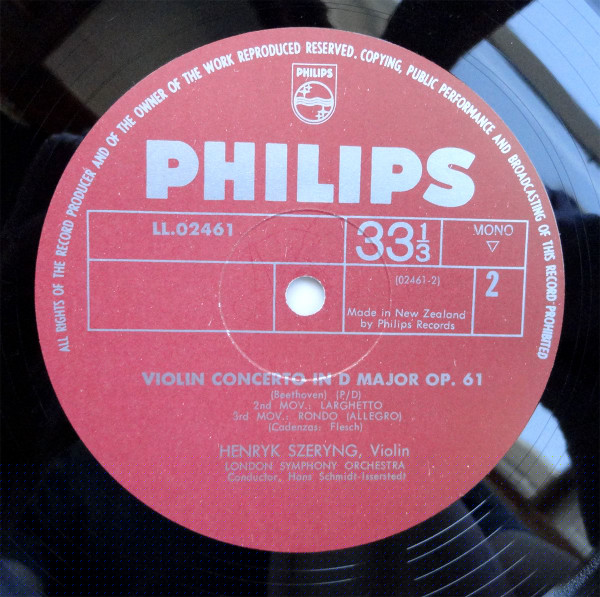 ALL RIGHTS OF THE RECORD PRODUCER AND OF THE OWNER OF THE WORK REPRODUCED RESERVED. COPYING, PUBLIC PERFORMANCE AND BROADCASTING OF THIS RECORD PROHIBITED
PHILIPS
PHILIPS
LL.02461
33 1/3
MONO
(02461-2)
2
Made in New Zealand
by Philips Records
VIOLIN CONCERTO IN D MAJOR OP. 61
(Beethoven) (P/D)
2nd MOV.: LARGHETTO
3rd MOV.: RONDO (ALLEGRO)
(Cadenzas: Flesch)
HENRYK SZERYNG, Violin
LONDON SYMPHONY ORCHESTRA
Conductor, Hans Schmidt-Isserstedt